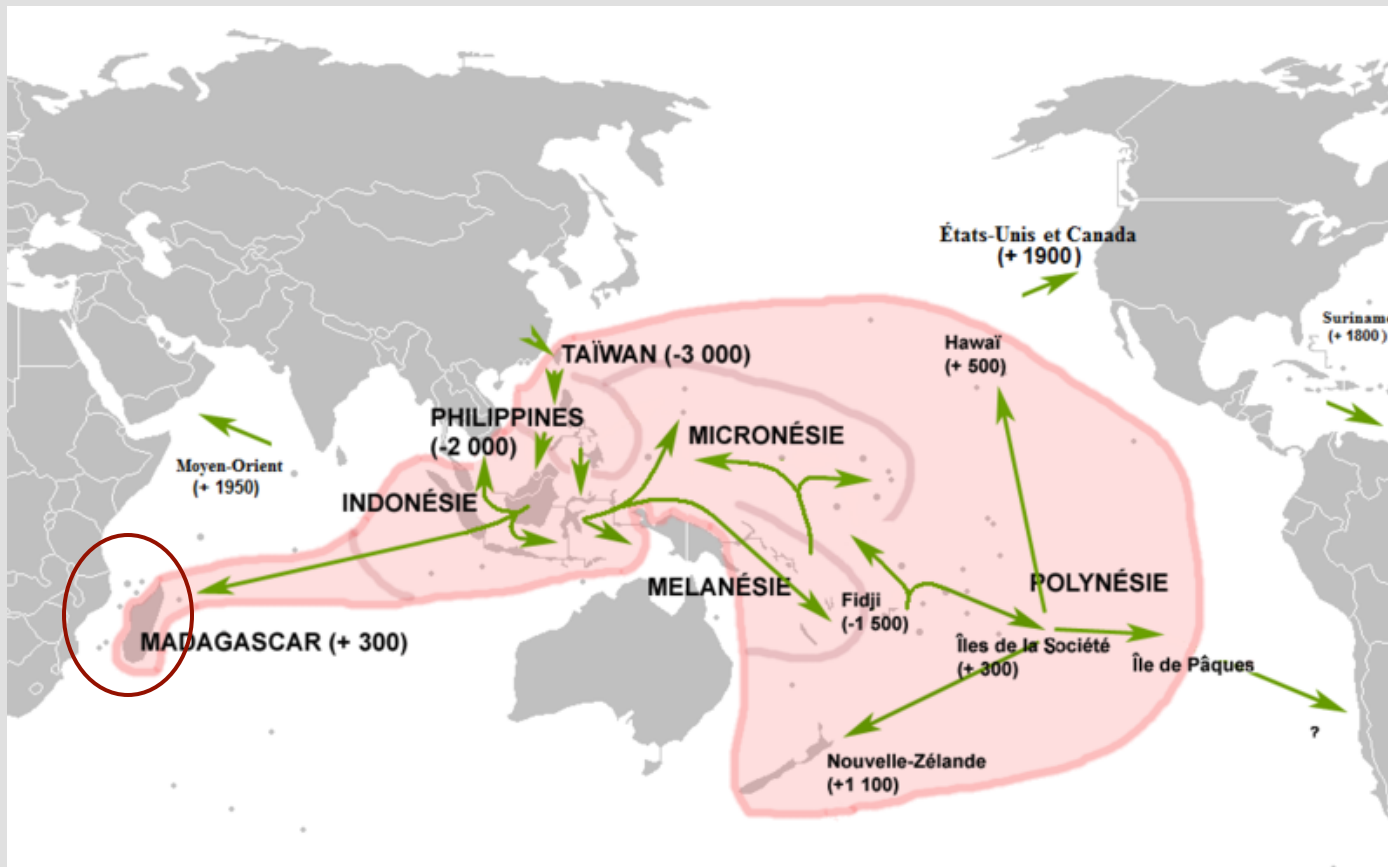 États-Unis et Canada
(+ 1900)
Suriname
(+ 1800)
Hawaï
(+ 500)
TAÏWAN (-3 000)
PHILIPPINES
(-2 000)
MICRONÉSIE
Moyen-Orient
(+ 1950)
INDONÉSIE
MELANÉSIE
POLYNÉSIE
Fidji
(-1 500)
MADAGASCAR (+ 300)
Îles de la Société
(+ 300)
Île de Pâques
?
Nouvelle-Zélande
(+1 100)